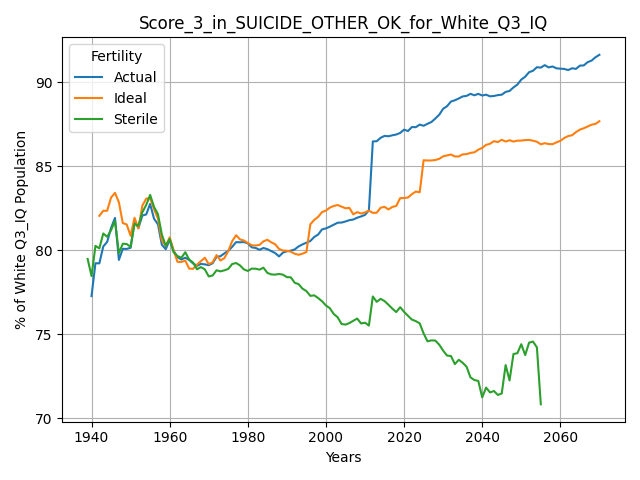 Score_3_in_SUICIDE_OTHER_OK_for_White_Q3_IQ
Fertility
Actual
Ideal
Sterile
% of White Q3_IQ Population
90
85
80
75
70
1940
1960
1980
2000
2020
2040
2060
Years